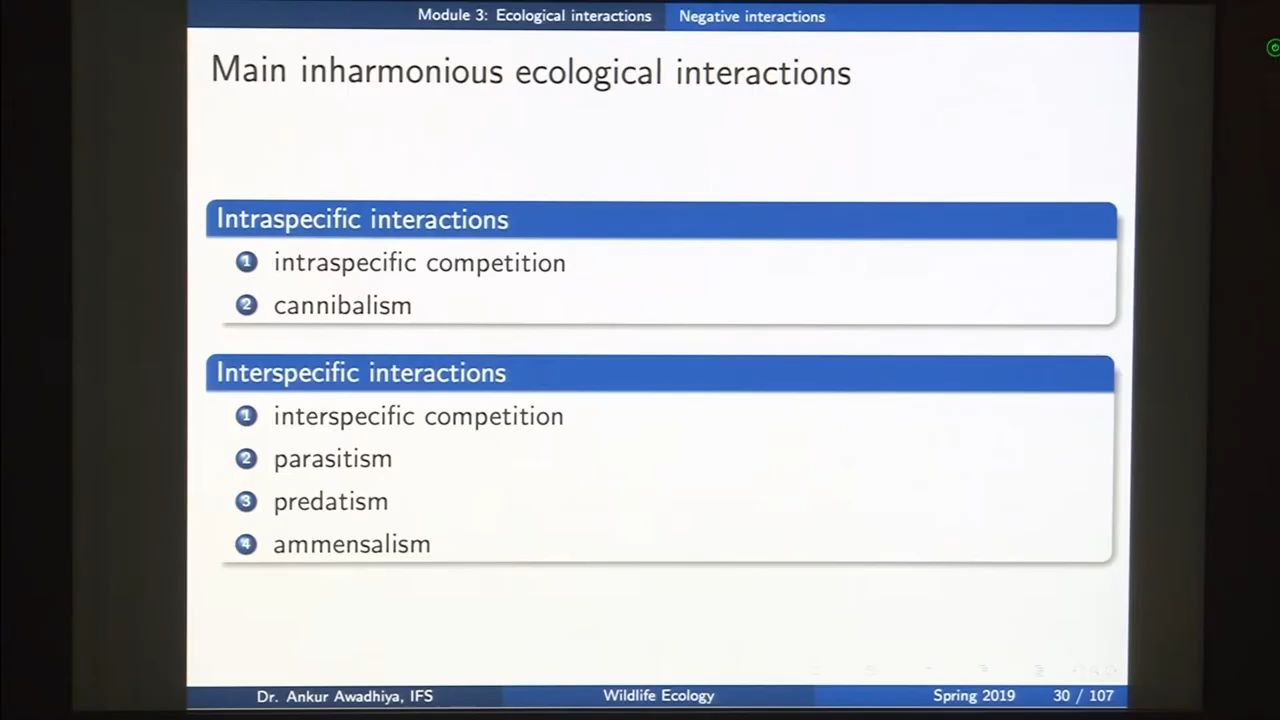 Module 3: Ecological interactions Negative interactions
Main inharmonious ecological interactions
Intraspecific interactions
1 intraspecific competition
2 cannibalism
Interspecific interactions
1 interspecific competition
2 parasitism
3 predatism
4 ammensalism
Dr. Ankur Awadhiya, IFS Wildlife Ecology Spring 2019 30 / 107